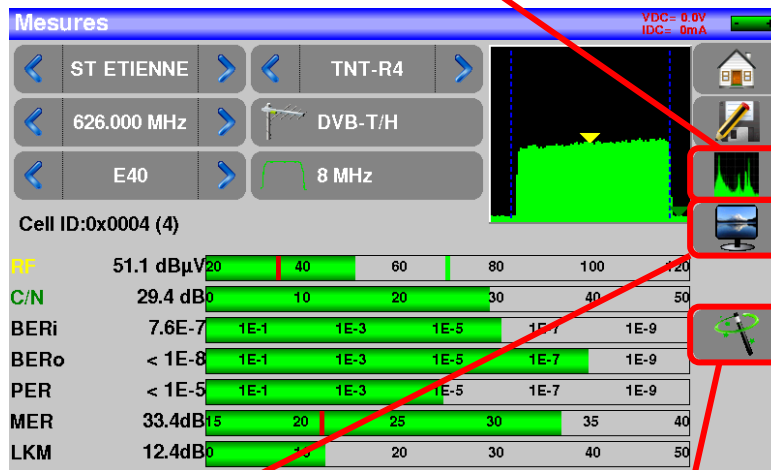 Mesures
VDC= 0.0V
IDC= 0mA
ST ETIENNE
TNT-R4
626.000 MHz
DVB-T/H
E40
8 MHz
Cell ID:0x0004 (4)
RF 51.1 dBµV 20 40 60 80 100 120
C/N 29.4 dB 0 10 20 30 40 50
BERi 7.6E-7 1E-1 1E-3 1E-5 1E-7 1E-9
BERo < 1E-8 1E-1 1E-3 1E-5 1E-7 1E-9
PER < 1E-5 1E-1 1E-3 1E-5 1E-7 1E-9
MER 33.4dB 15 20 25 30 35 40
LKM 12.4dB 0 10 20 30 40 50